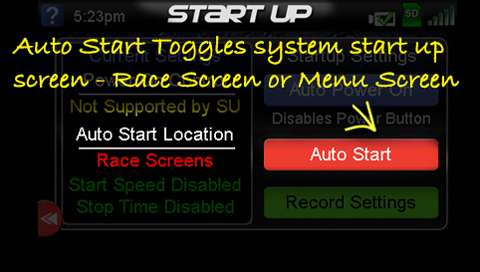 5:23pm
START UP
SD
Auto Start Toggles system start up
screen - Race Screen or Menu Screen
Current Settings
Startup Settings
Auto Power On
Not Supported by SU
Disables Power Button
Auto Start Location
Race Screens
Auto Start
Start Speed Disabled
Stop Time Disabled
Record Settings